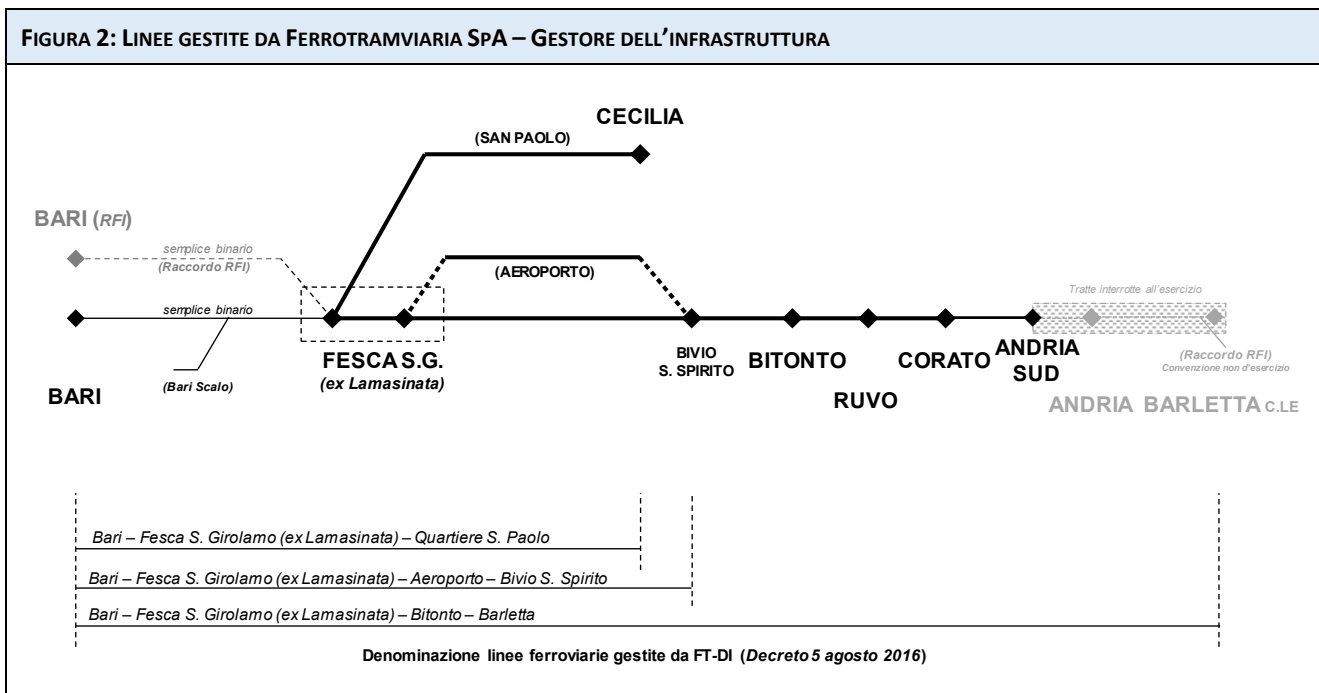 FIGURA 2: LINEE GESTITE DA FERROTRAMVIARIA SPA – GESTORE DELL'INFRASTRUTTURA
CECILIA
(SAN PAOLO)
BARI (RFI)
semplice binario
(Raccordo RFI)
(AEROPORTO)
Tratte interrotte all'esercizio
semplice binario
FESCA S.G.
(ex Lamasinata)
BIVIO
S. SPIRITO
BITONTO
CORATO
ANDRIA
SUD
(Raccordo RFI)
Convenzione non d'esercizio
(Bari Scalo)
BARI
RUVO
ANDRIA
BARLETTA C.LE
Bari – Fesca S. Girolamo (ex Lamasinata) – Quartiere S. Paolo
Bari – Fesca S. Girolamo (ex Lamasinata) – Aeroporto – Bivio S. Spirito
Bari – Fesca S. Girolamo (ex Lamasinata) – Bitonto – Barletta
Denominazione linee ferroviarie gestite da FT-DI (Decreto 5 agosto 2016)